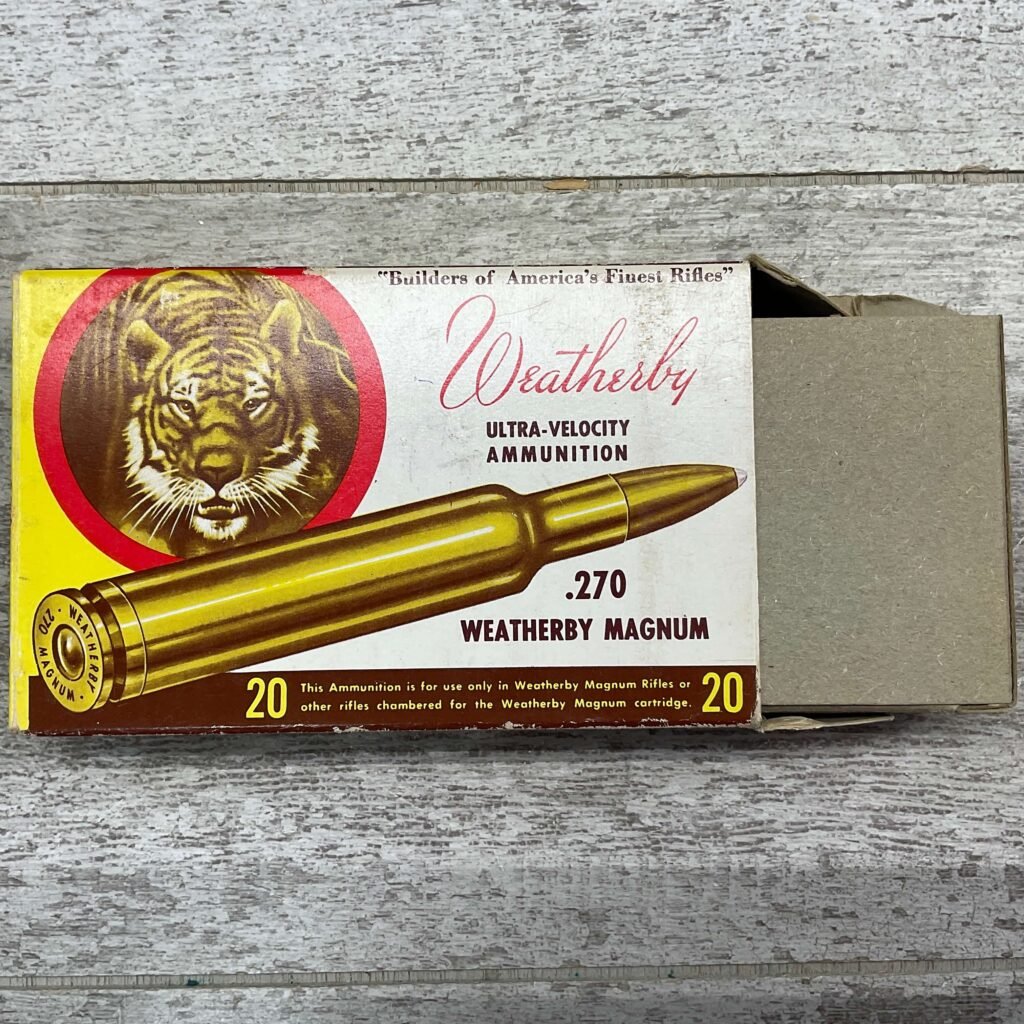 "Builders of America's Finest Rifles"
Weatherby
ULTRA-VELOCITY
AMMUNITION
.270
WEATHERBY MAGNUM
270 · WEATHERBY · MAGNUM
20 This Ammunition is for use only in Weatherby Magnum Rifles or 20
other rifles chambered for the Weatherby Magnum cartridge.